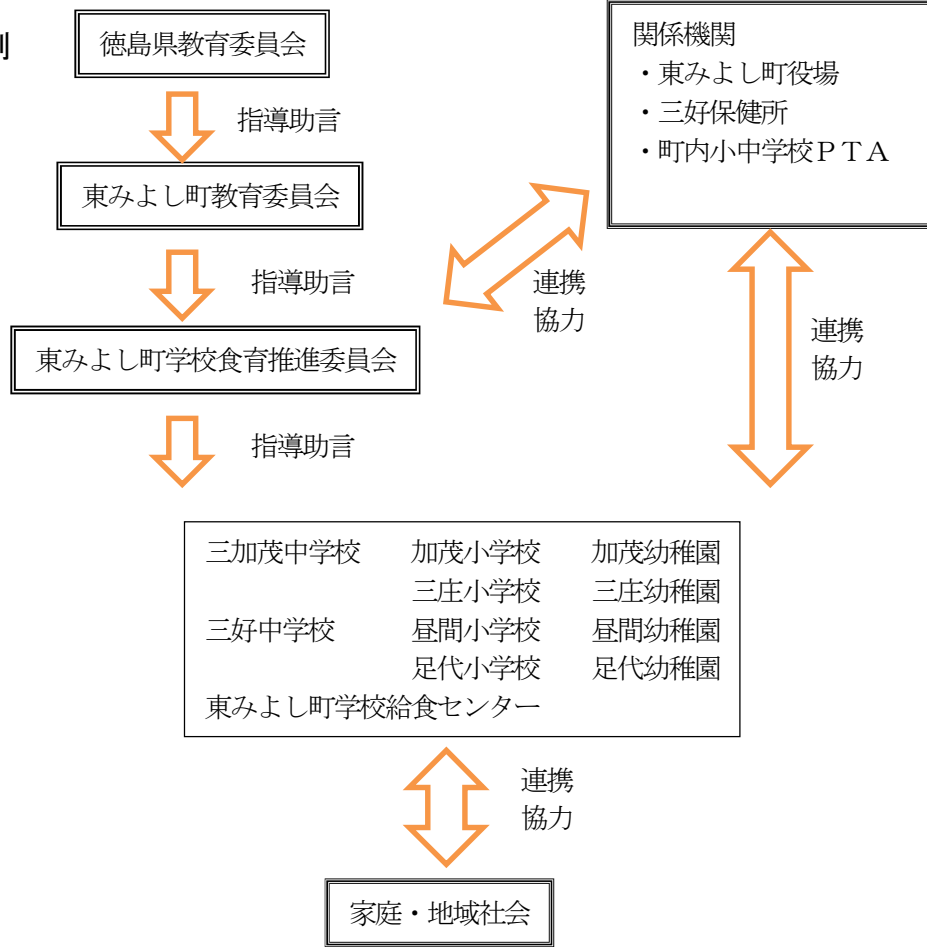 徳島県教育委員会
指導助言
東みよし町教育委員会
指導助言
東みよし町学校食育推進委員会
指導助言
関係機関
・東みよし町役場
・三好保健所
・町内小中学校ＰＴＡ
連携
協力
連携
協力
三加茂中学校 加茂小学校 加茂幼稚園
三庄小学校 三庄幼稚園
三好中学校 昼間小学校 昼間幼稚園
足代小学校 足代幼稚園
東みよし町学校給食センター
連携
協力
家庭・地域社会